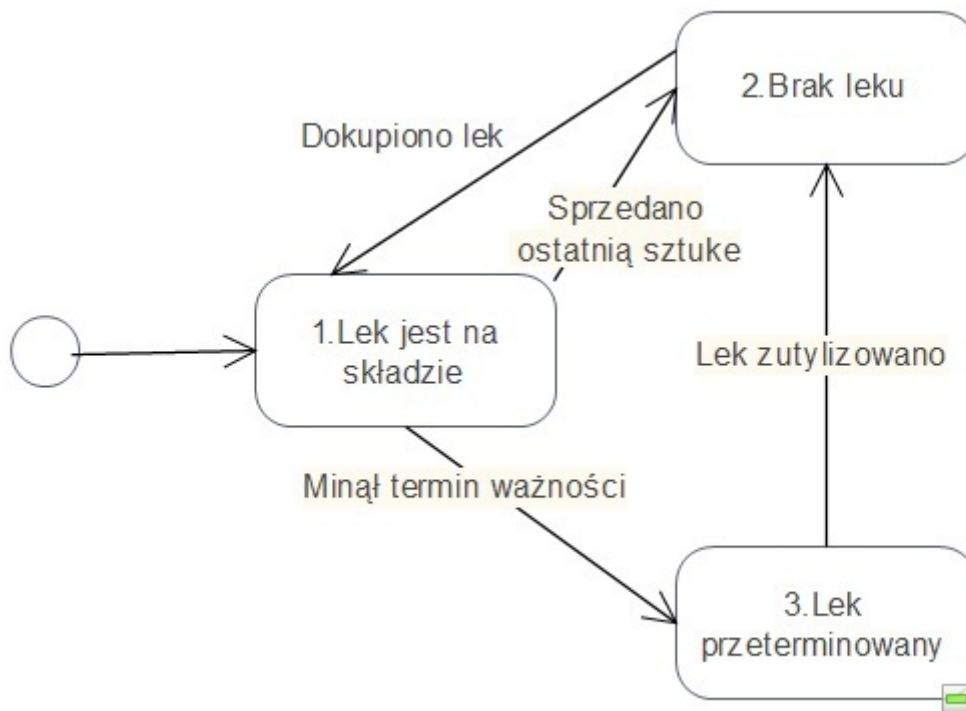 2.Brak leku
Dokupiono lek
Sprzedano
ostatnią sztuke
1.Lek jest na
składzie
Lek zutylizowano
Minął termin ważności
3.Lek
przeterminowany